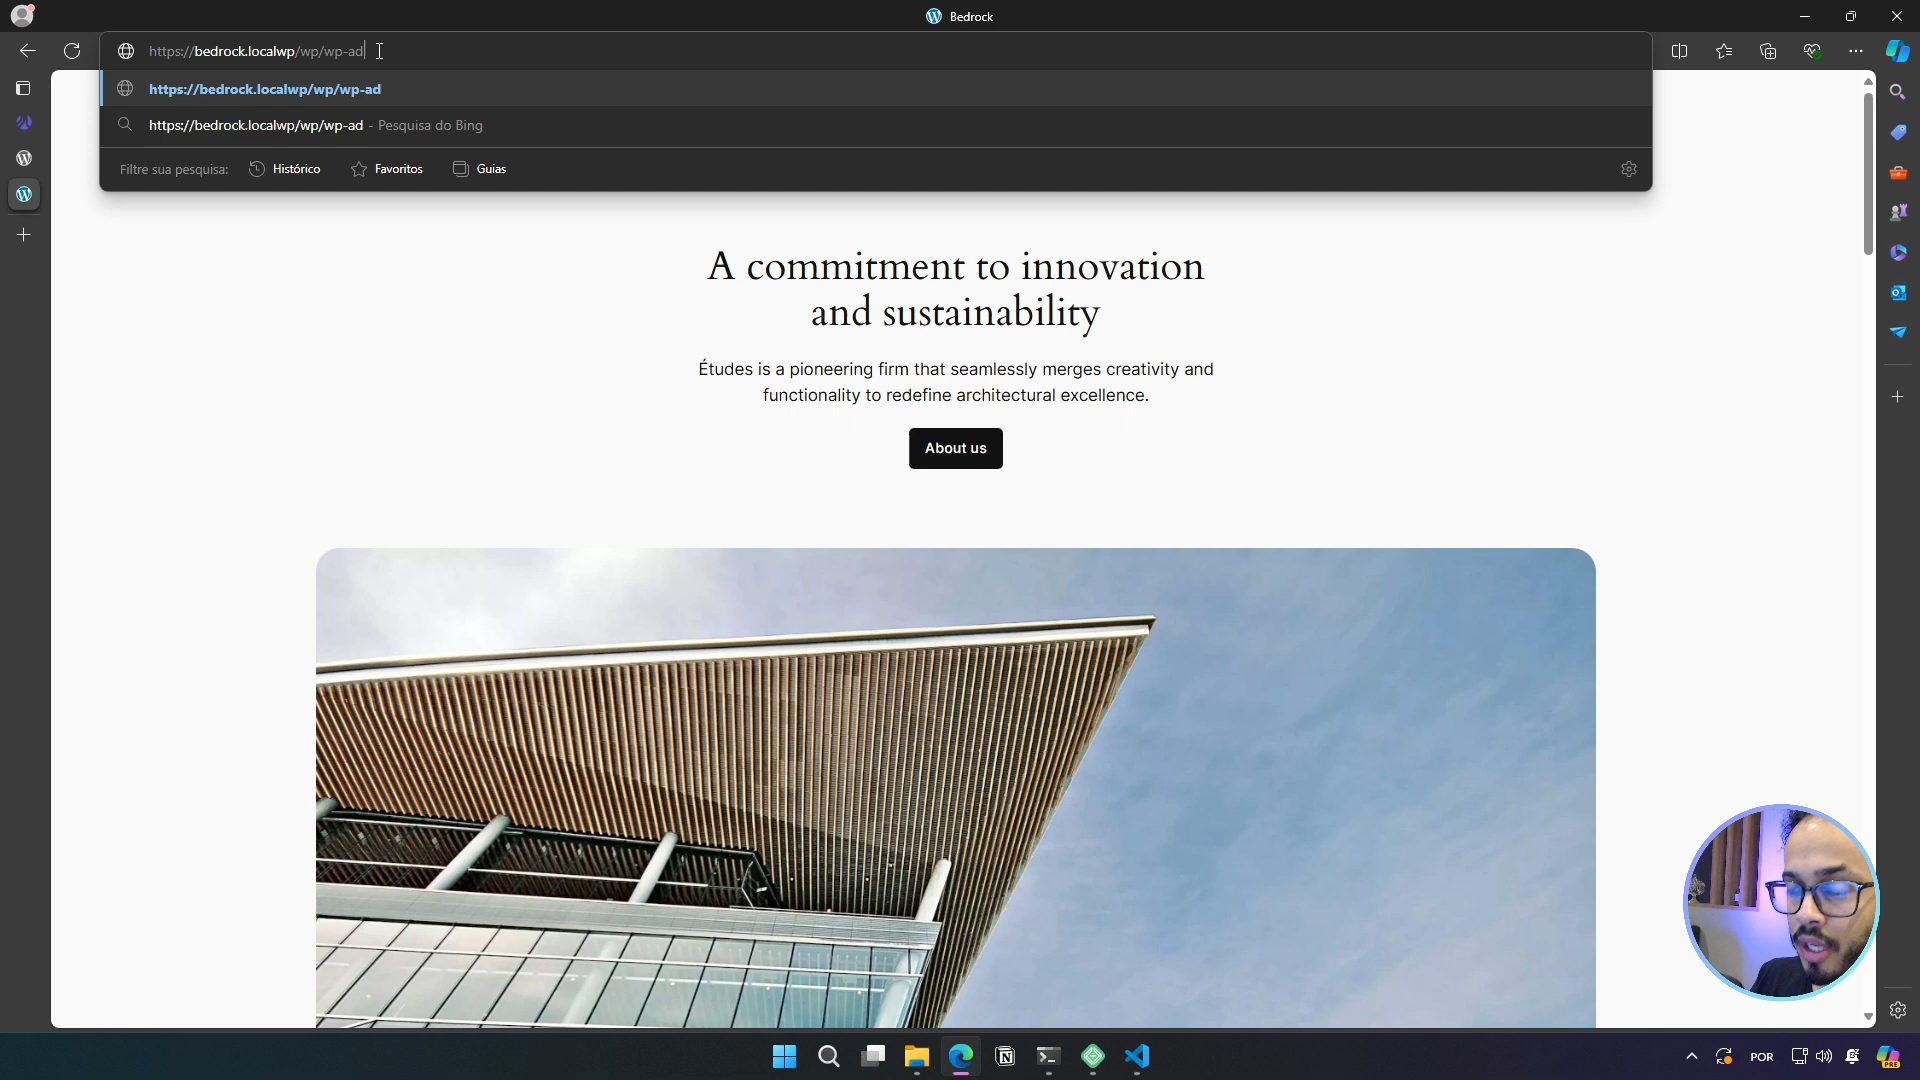 Bedrock
https://bedrock.localwp/wp/wp-ad
https://bedrock.localwp/wp/wp-ad
https://bedrock.localwp/wp/wp-ad - Pesquisa do Bing
Filtre sua pesquisa: Histórico Favoritos Guias
A commitment to innovation
and sustainability
Études is a pioneering firm that seamlessly merges creativity and
functionality to redefine architectural excellence.
About us
POR
PRE